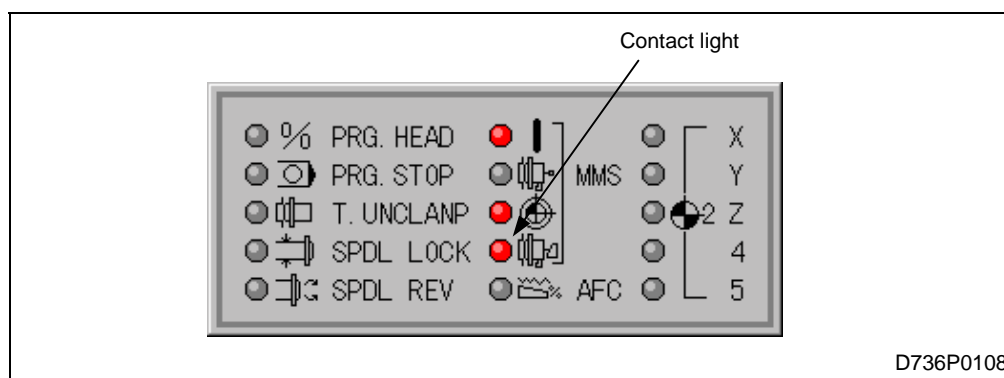 Contact light
% PRG. HEAD X
PRG. STOP MMS Y
T. UNCLANP 2 Z
SPDL LOCK 4
SPDL REV AFC 5
D736P0108